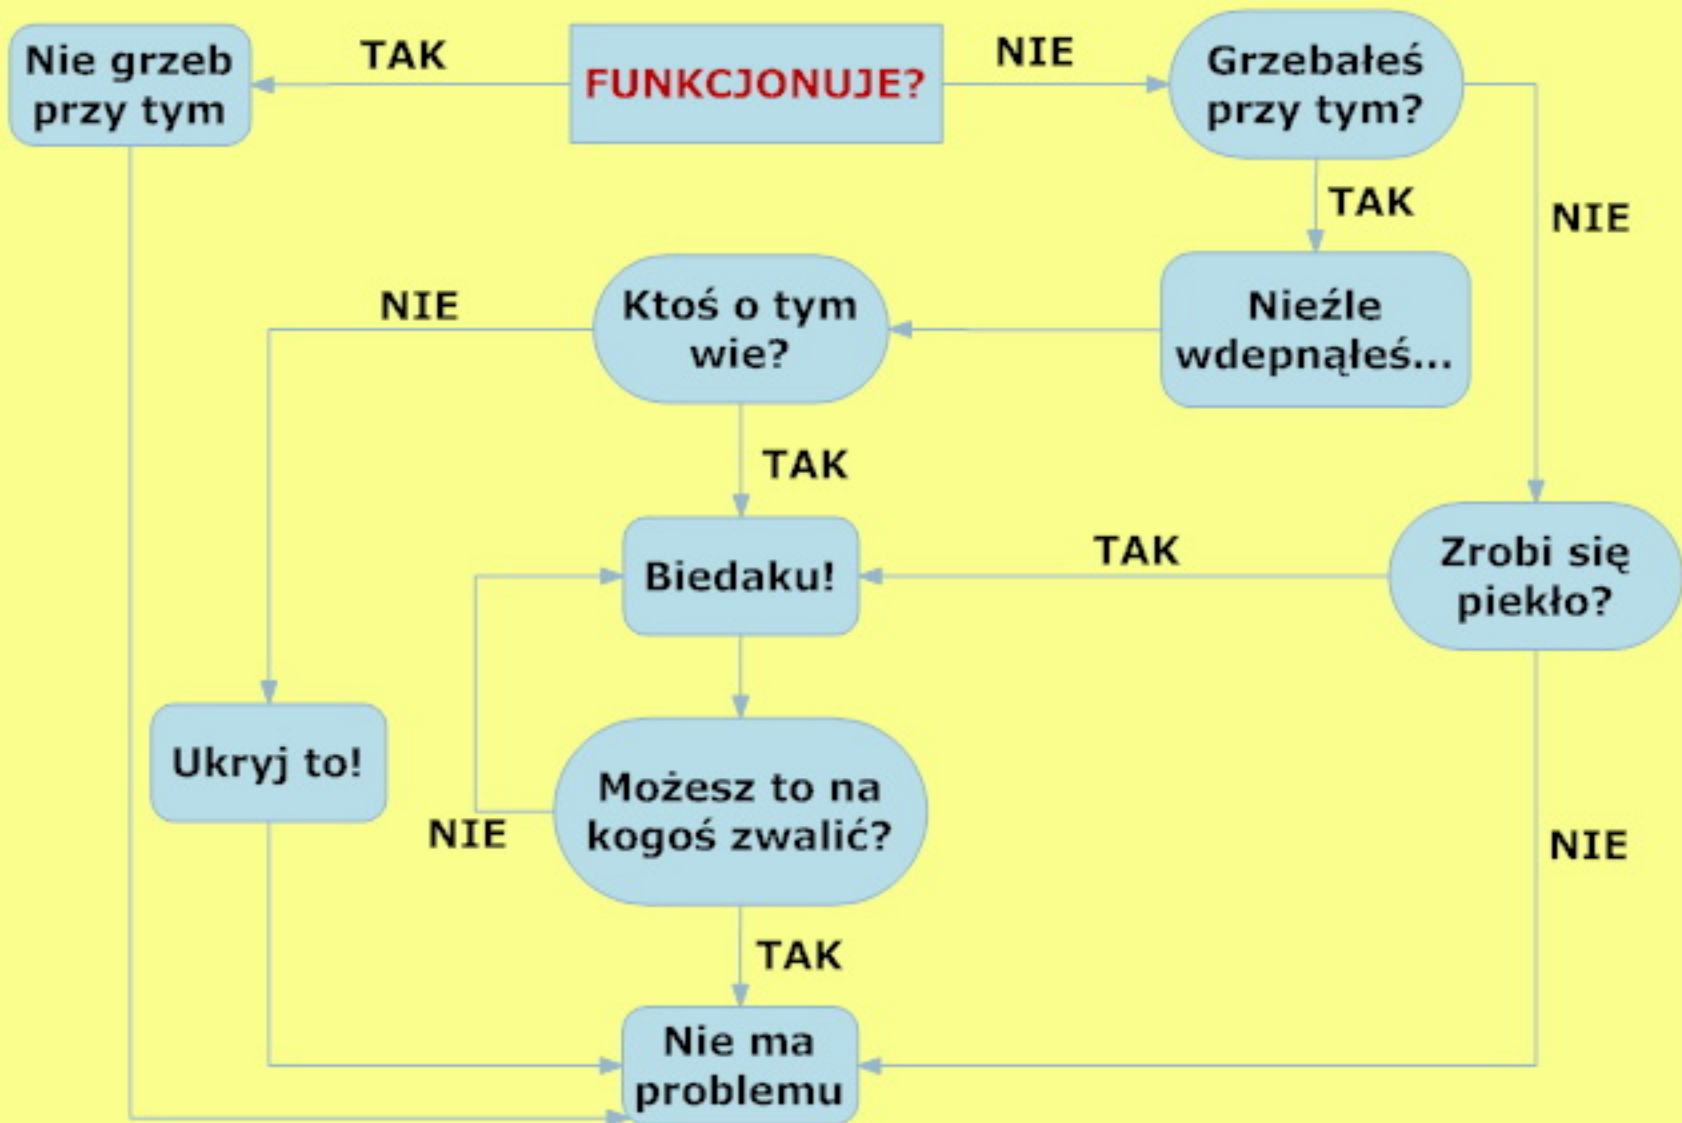 Nie grzeb
przy tym
TAK
FUNKCJONUJE?
NIE
Grzebałeś
przy tym?
TAK
NIE
NIE
Ktoś o tym
wie?
Nieźle
wdepnąłeś...
TAK
Biedaku!
TAK
Zrobi się
piekło?
Ukryj to!
Możesz to na
kogoś zwalić?
NIE
NIE
TAK
Nie ma
problemu